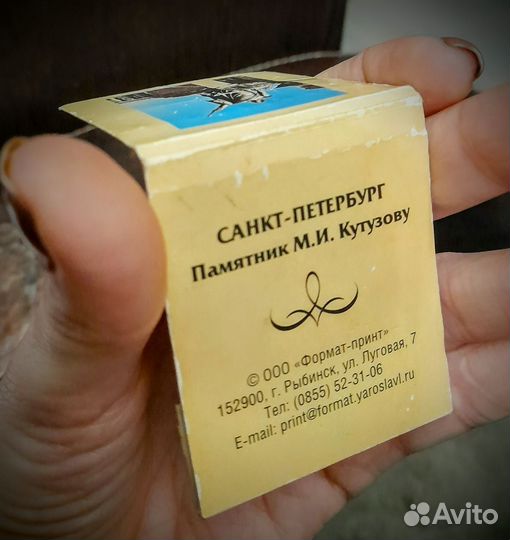 САНКТ-ПЕТЕРБУРГ
Памятник М.И. Кутузову
© ООО «Формат-принт»
152900, г. Рыбинск, ул. Луговая, 7
Тел: (0855) 52-31-06
E-mail: print@format.yaroslavl.ru
Avito